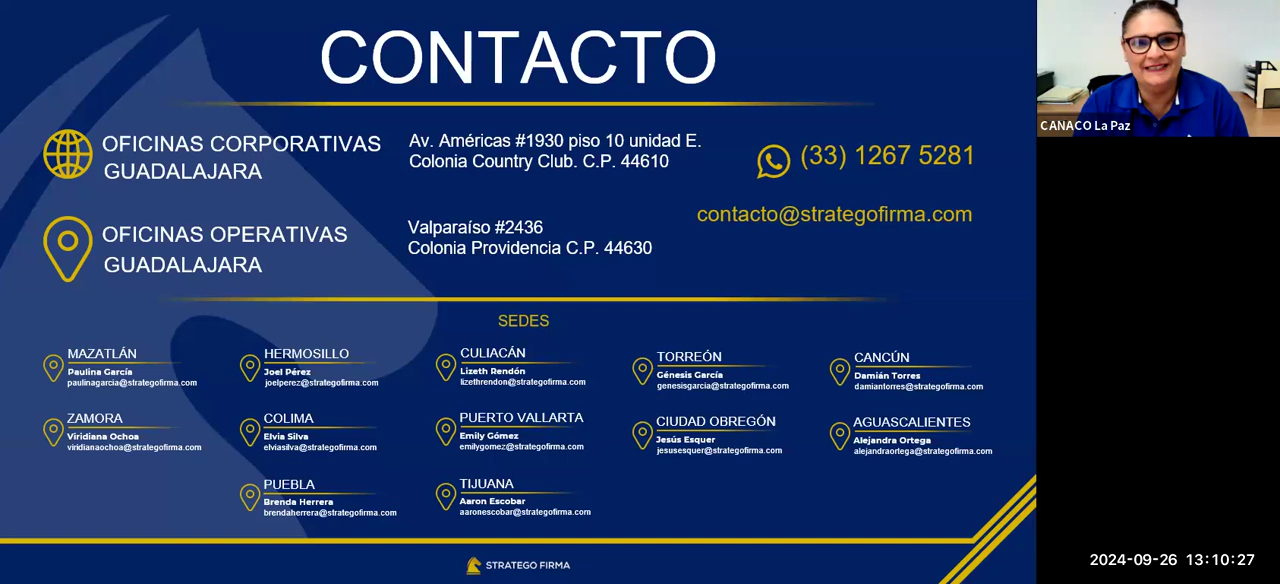 CONTACTO
OFICINAS CORPORATIVAS
GUADALAJARA
Av. Américas #1930 piso 10 unidad E.
Colonia Country Club. C.P. 44610
(33) 1267 5281
contacto@strategofirma.com
OFICINAS OPERATIVAS
GUADALAJARA
Valparaíso #2436
Colonia Providencia C.P. 44630
SEDES
MAZATLÁN
Paulina García
paulinagarcia@strategofirma.com
HERMOSILLO
Joel Pérez
joelperez@strategofirma.com
CULIACÁN
Lizeth Rendón
lizethrendon@strategofirma.com
TORREÓN
Génesis García
genesisgarcia@strategofirma.com
CANCÚN
Damián Torres
damiantorres@strategofirma.com
ZAMORA
Viridiana Ochoa
viridianaochoa@strategofirma.com
COLIMA
Elvia Silva
elviasilva@strategofirma.com
PUERTO VALLARTA
Emily Gómez
emilygomez@strategofirma.com
CIUDAD OBREGÓN
Jesús Esquer
jesusesquer@strategofirma.com
AGUASCALIENTES
Alejandra Ortega
alejandraortega@strategofirma.com
PUEBLA
Brenda Herrera
brendaherrera@strategofirma.com
TIJUANA
Aaron Escobar
aaronescobar@strategofirma.com
STRATEGO FIRMA
CANACO La Paz
2024-09-26 13:10:27